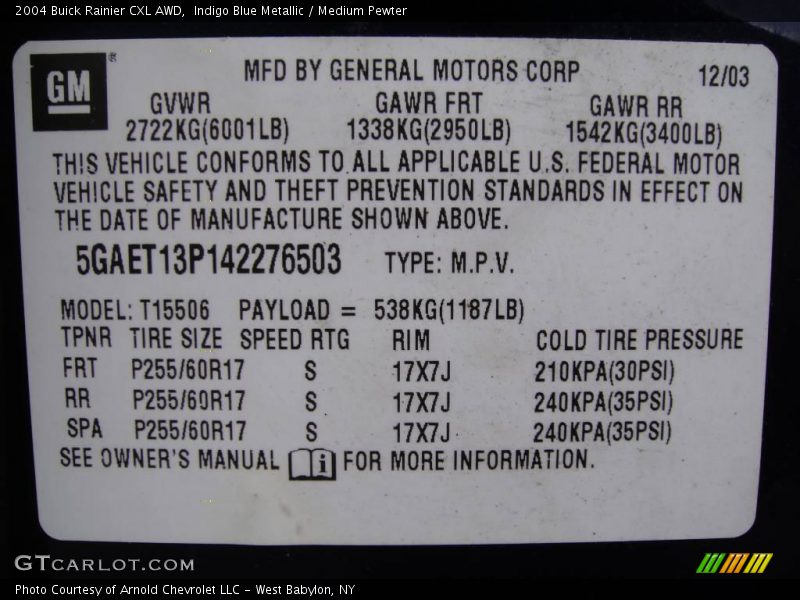 2004 Buick Rainier CXL AWD,  Indigo Blue Metallic / Medium Pewter
GM ®
MFD BY GENERAL MOTORS CORP 12/03
GVWR GAWR FRT GAWR RR
2722KG(6001LB) 1338KG(2950LB) 1542KG(3400LB)
THIS VEHICLE CONFORMS TO ALL APPLICABLE U.S. FEDERAL MOTOR
VEHICLE SAFETY AND THEFT PREVENTION STANDARDS IN EFFECT ON
THE DATE OF MANUFACTURE SHOWN ABOVE.
5GAET13P142276503 TYPE: M.P.V.
MODEL: T15506 PAYLOAD = 538KG(1187LB)
TPNR TIRE SIZE SPEED RTG RIM COLD TIRE PRESSURE
FRT P255/60R17 S 17X7J 210KPA(30PSI)
RR P255/60R17 S 17X7J 240KPA(35PSI)
SPA P255/60R17 S 17X7J 240KPA(35PSI)
SEE OWNER'S MANUAL i FOR MORE INFORMATION.
GTCARLOT.COM
Photo Courtesy of Arnold Chevrolet LLC - West Babylon, NY